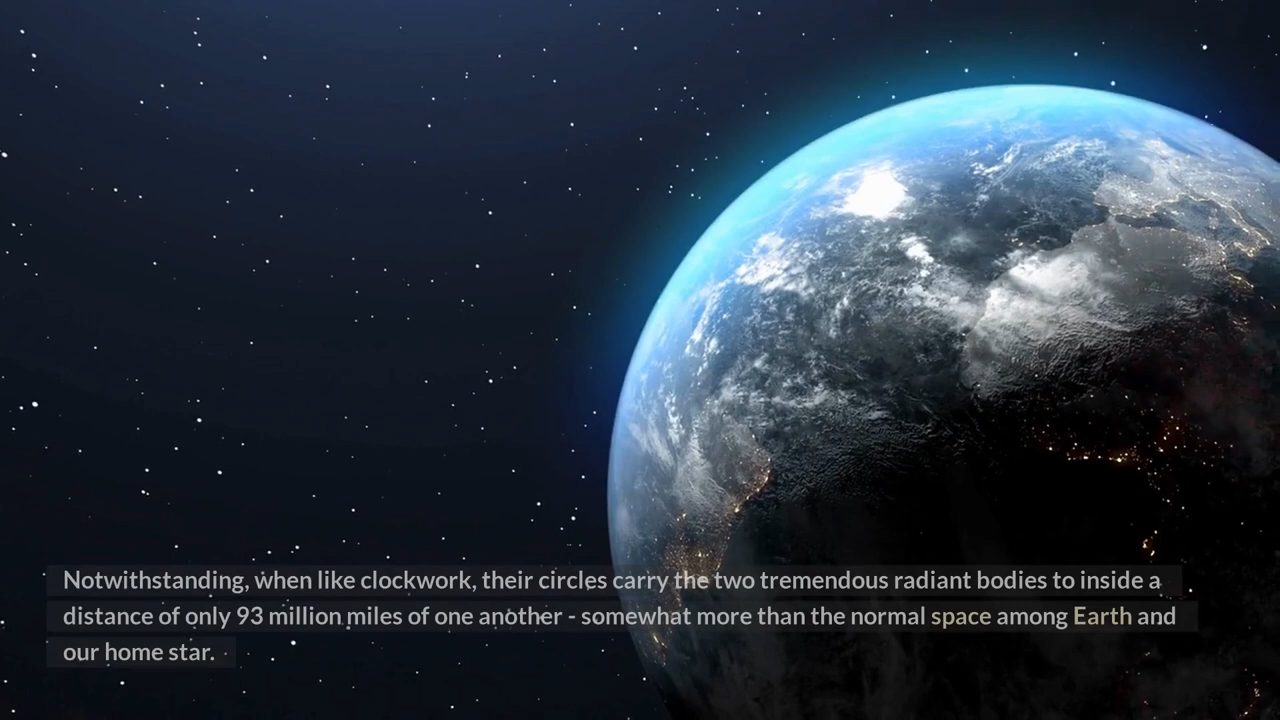 Notwithstanding, when like clockwork, their circles carry the two tremendous radiant bodies to inside a
distance of only 93 million miles of one another - somewhat more than the normal space among Earth and
our home star.